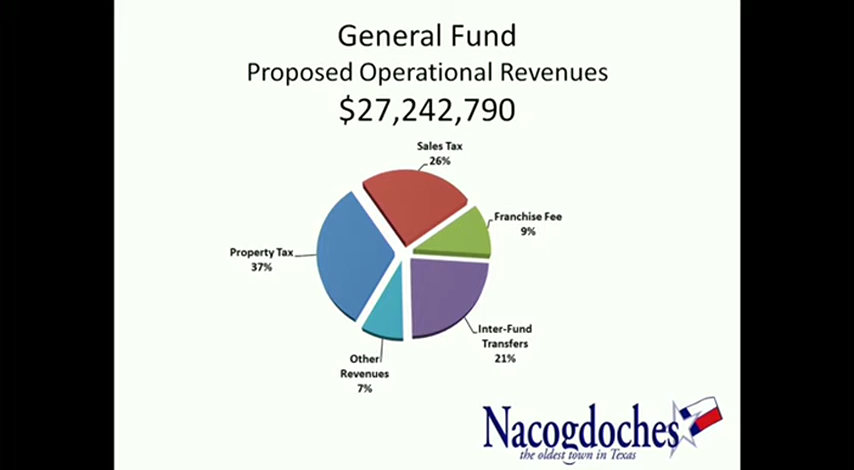 General Fund
Proposed Operational Revenues
$27,242,790
Sales Tax
26%
Franchise Fee
9%
Property Tax
37%
Inter-Fund
Transfers
21%
Other
Revenues
7%
Nacogdoches
the oldest town in Texas